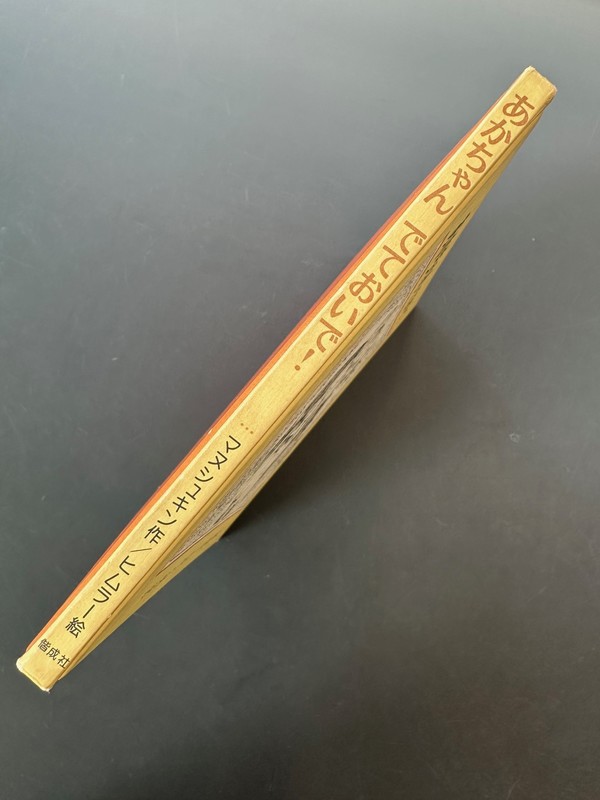 あかちゃん でておいで!
マヌシュキン作/ヒムラー絵
偕成社